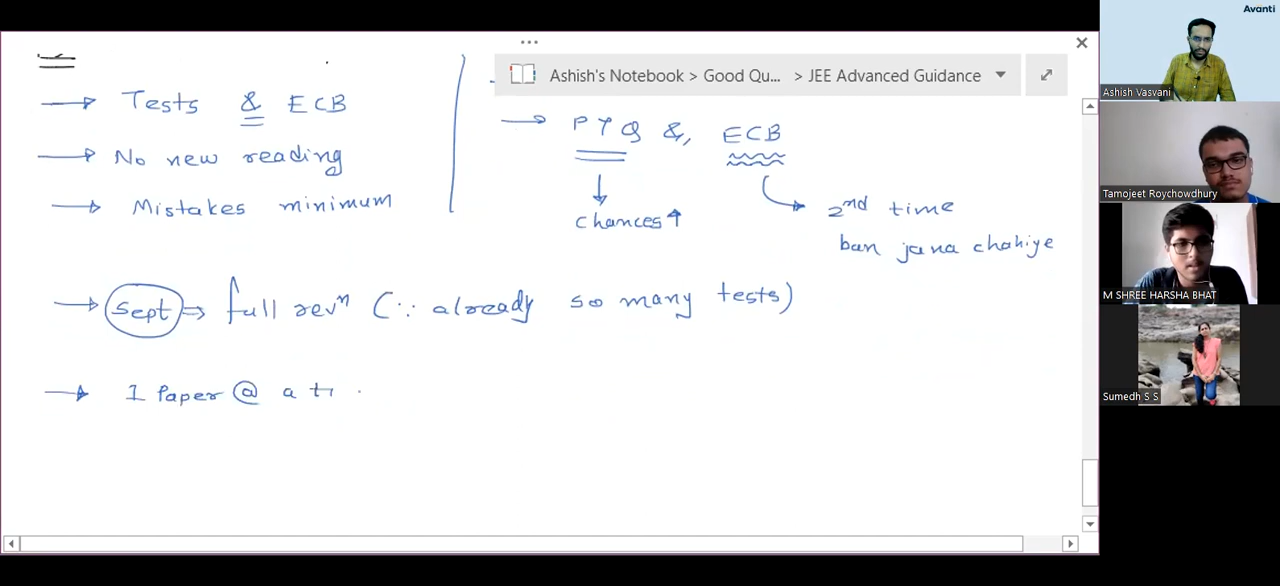 Avanti
Ashish's Notebook > Good Qu... > JEE Advanced Guidance
Tests & ECB
No new reading
Mistakes minimum
PYQ & ECB
chances↑
2nd time
ban jana chahiye
Sept ⇒ full revn (∵ already so many tests)
1 Paper @ a ti
Ashish Vasvani
Tamojeet Roychowdhury
M SHREE HARSHA BHAT
Sumedh S S